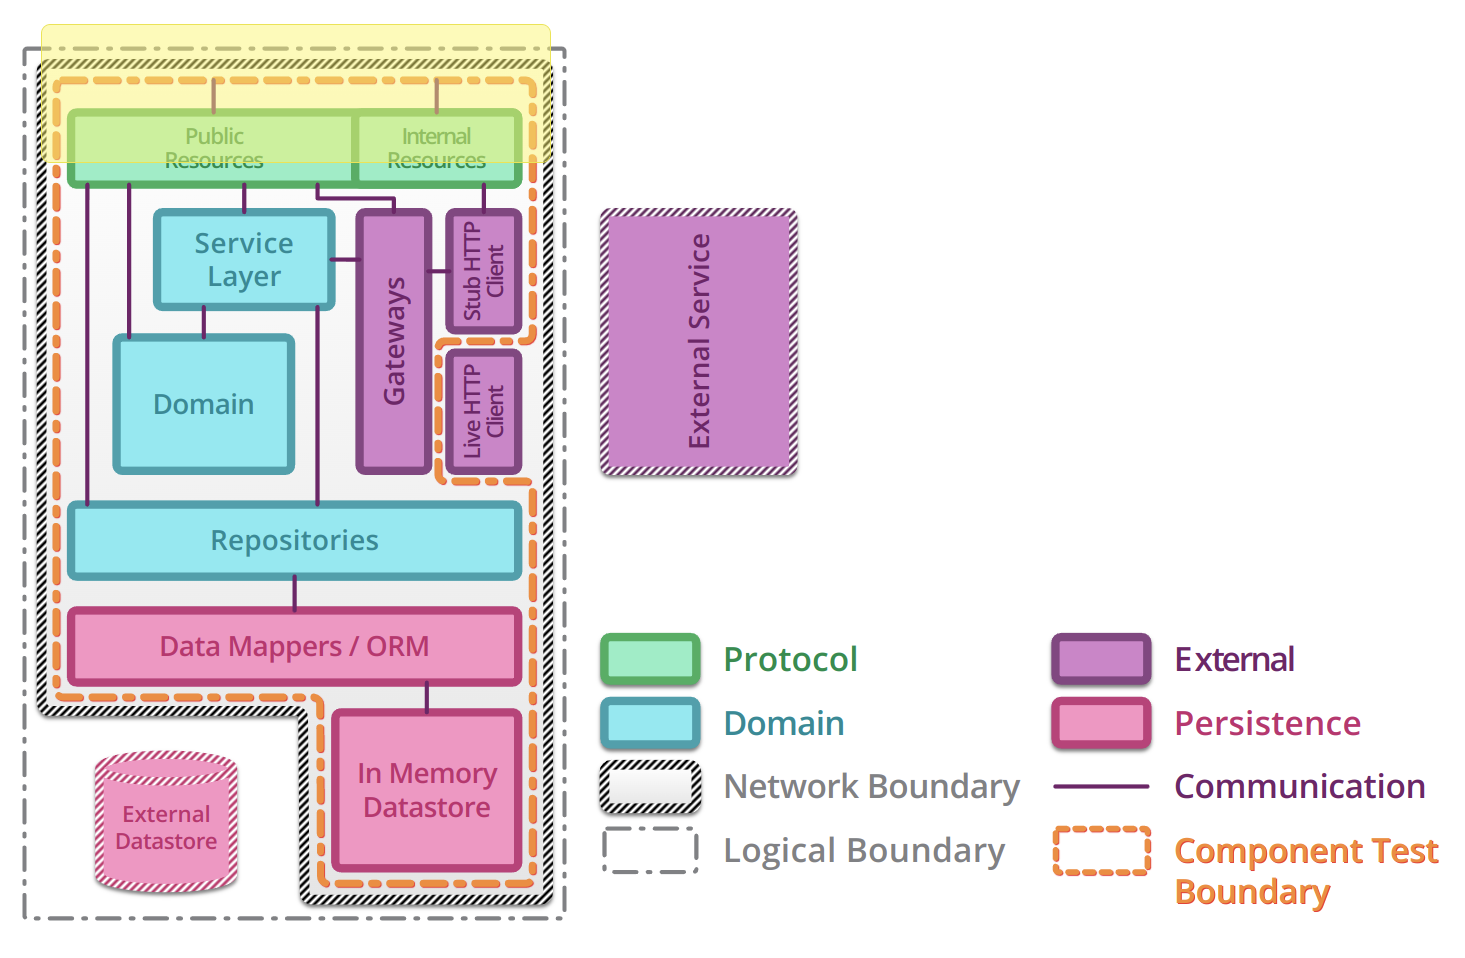 Public
Resources
Internal
Resources
Service
Layer
Gateways
Stub HTTP
Client
Live HTTP
Client
Domain
Repositories
Data Mappers / ORM
In Memory
Datastore
External
Datastore
External Service
Protocol
Domain
Network Boundary
Logical Boundary
External
Persistence
Communication
Component Test
Boundary